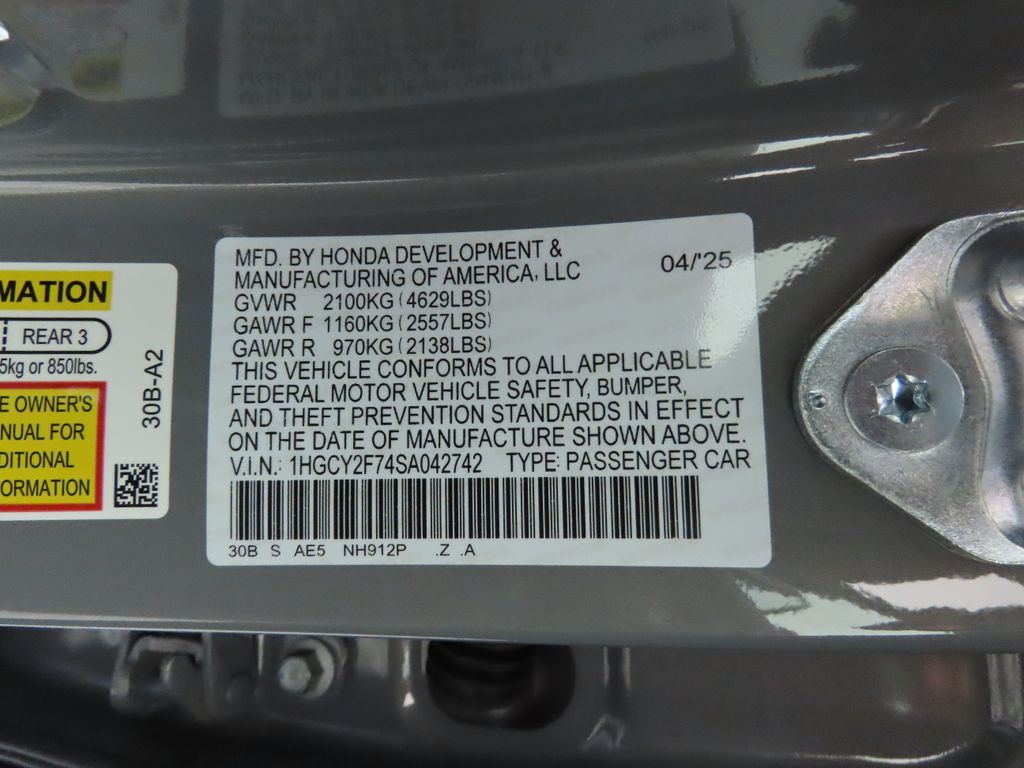 MATION
REAR 3
5kg or 850lbs.
E OWNER'S
NUAL FOR
DITIONAL
ORMATION
30B-A2
MFD. BY HONDA DEVELOPMENT &
MANUFACTURING OF AMERICA, LLC
04/'25
GVWR 2100KG (4629LBS)
GAWR F 1160KG (2557LBS)
GAWR R 970KG (2138LBS)
THIS VEHICLE CONFORMS TO ALL APPLICABLE
FEDERAL MOTOR VEHICLE SAFETY, BUMPER,
AND THEFT PREVENTION STANDARDS IN EFFECT
ON THE DATE OF MANUFACTURE SHOWN ABOVE.
V.I.N.: 1HGCY2F74SA042742 TYPE: PASSENGER CAR
30B S AE5 NH912P .Z .A